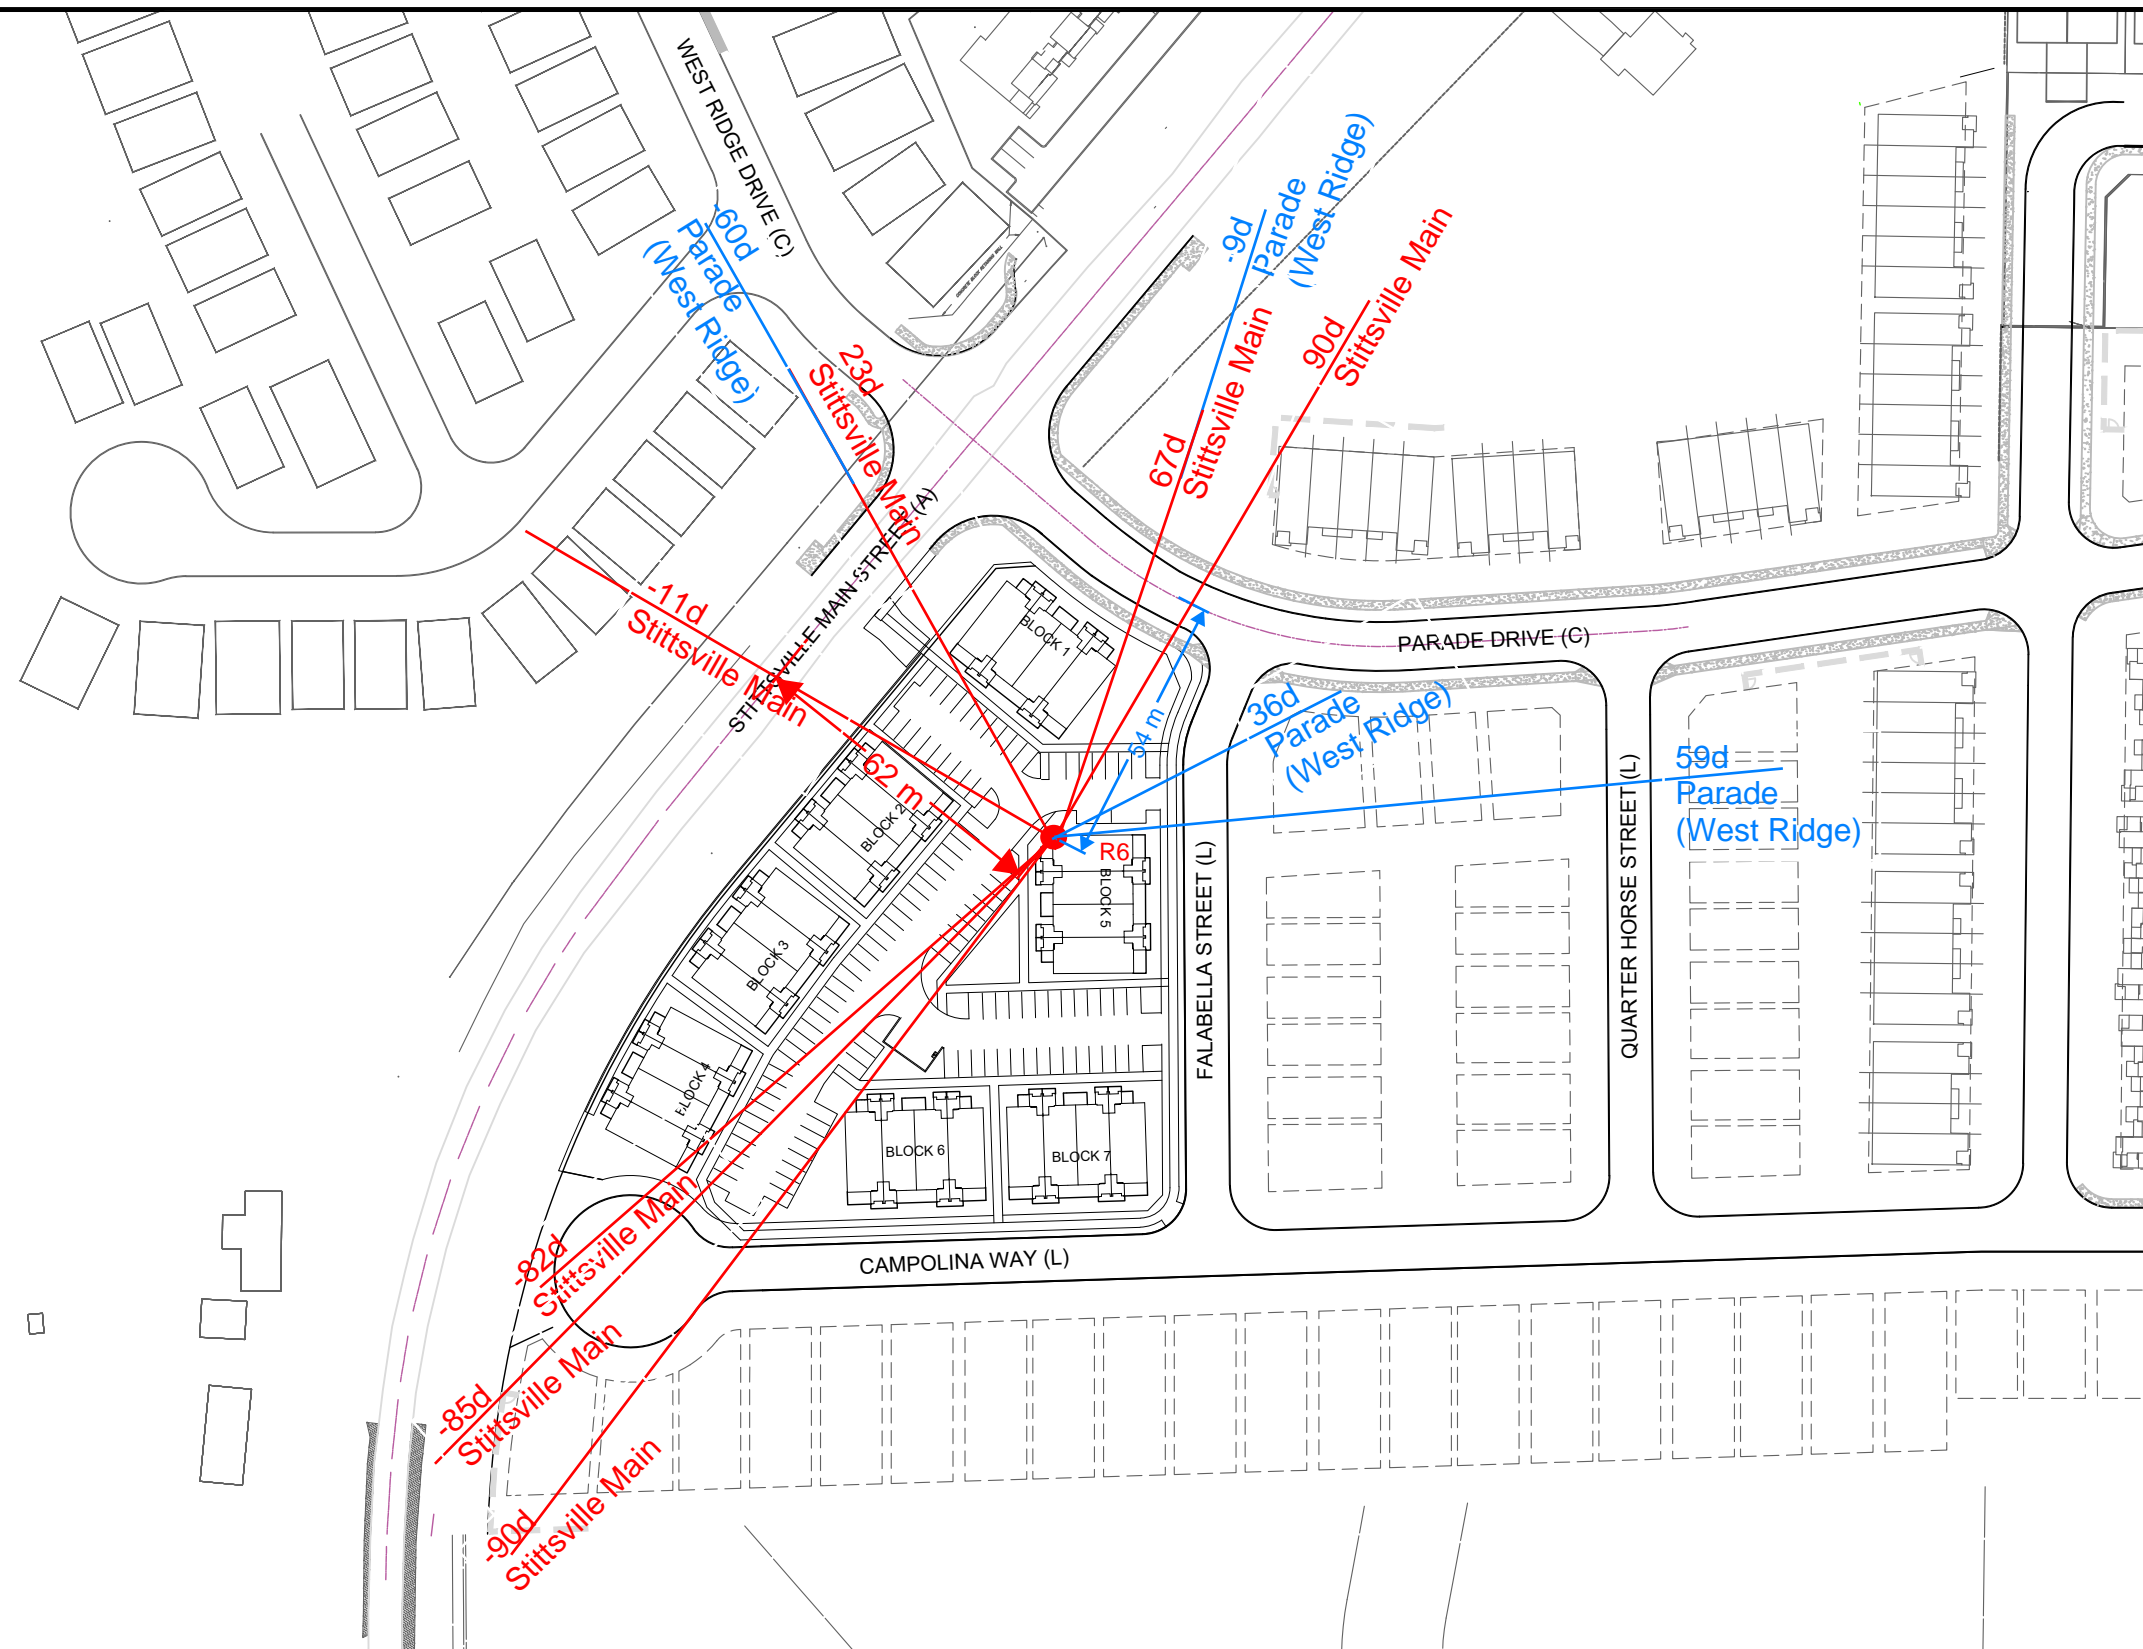 WEST RIDGE DRIVE (C)
-60d
Parade
(West Ridge)
-9d
Parade
(West Ridge)
23d
Stittsville Main
67d
Stittsville Main
90d
Stittsville Main
-11d
Stittsville Main
STITTSVILLE MAIN STREET (A)
BLOCK 1
PARADE DRIVE (C)
54 m
36d
Parade
(West Ridge)
59d
Parade
(West Ridge)
62 m
R6
BLOCK 2
BLOCK 5
BLOCK 3
BLOCK 4
FALABELLA STREET (L)
QUARTER HORSE STREET (L)
BLOCK 6
BLOCK 7
CAMPOLINA WAY (L)
-82d
Stittsville Main
-85d
Stittsville Main
-90d
Stittsville Main